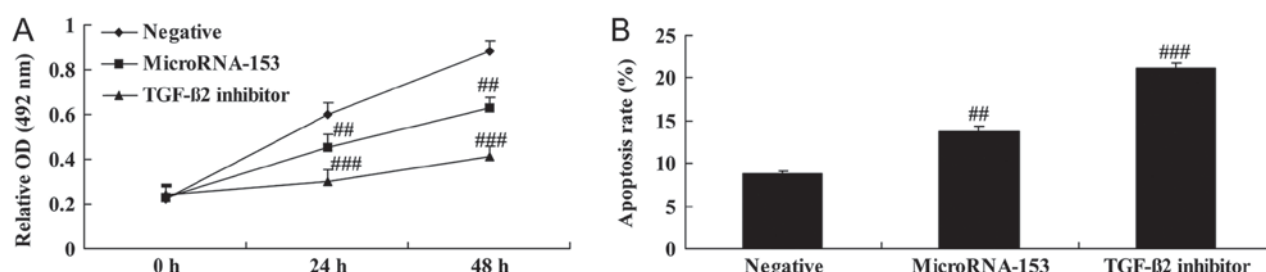 A
Relative OD (492 nm)
1
0.8
0.6
0.4
0.2
0
Negative
MicroRNA-153
TGF-ß2 inhibitor
##
###
##
###
0 h 24 h 48 h
B
Apoptosis rate (%)
25
20
15
10
5
0
##
###
Negative MicroRNA-153 TGF-ß2 inhibitor